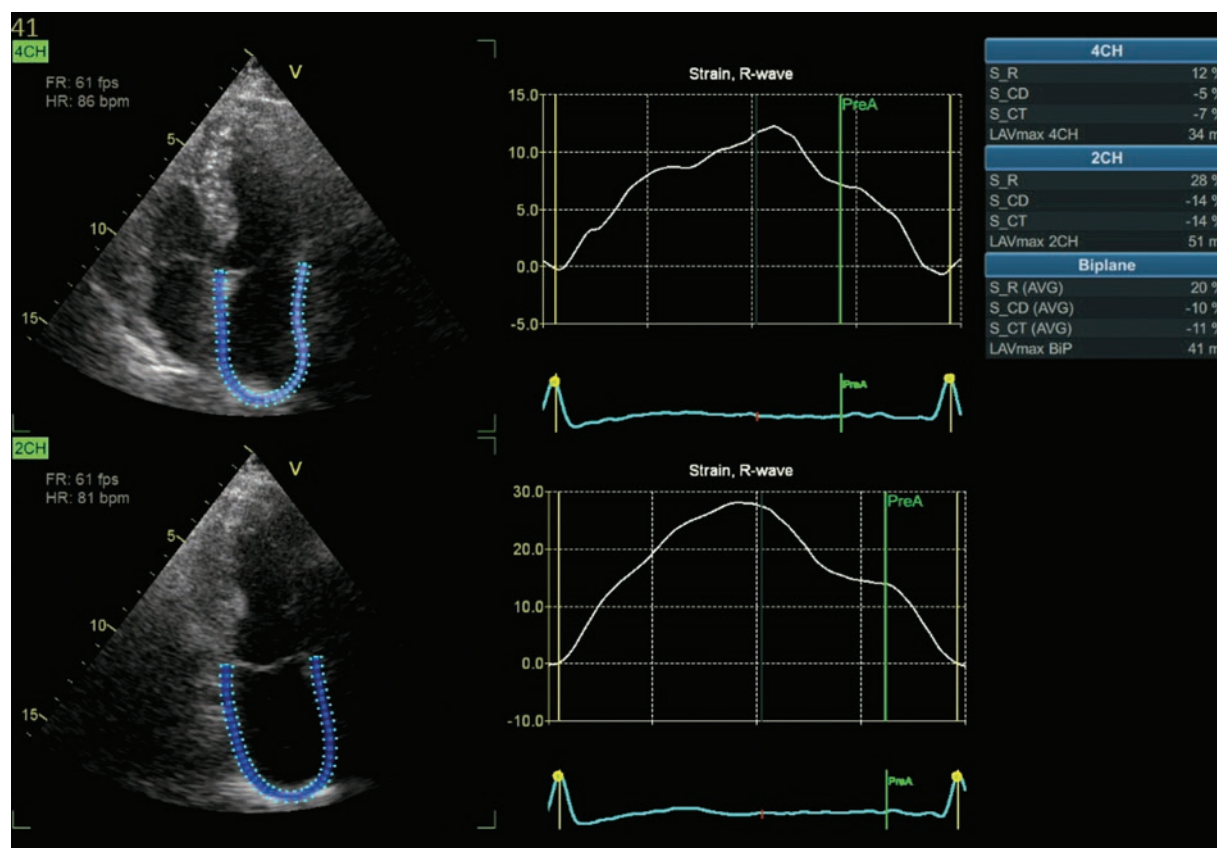 41
4CH
FR: 61 fps
HR: 86 bpm
V
5
10
15
Strain, R-wave
15.0
10.0
5.0
0.0
-5.0
PreA
PreA
4CH
S_R 12 %
S_CD -5 %
S_CT -7 %
LAVmax 4CH 34 m
2CH
S_R 28 %
S_CD -14 %
S_CT -14 %
LAVmax 2CH 51 m
Biplane
S_R (AVG) 20 %
S_CD (AVG) -10 %
S_CT (AVG) -11 %
LAVmax BiP 41 m
2CH
FR: 61 fps
HR: 81 bpm
V
5
10
15
Strain, R-wave
30.0
20.0
10.0
0.0
-10.0
PreA
PreA